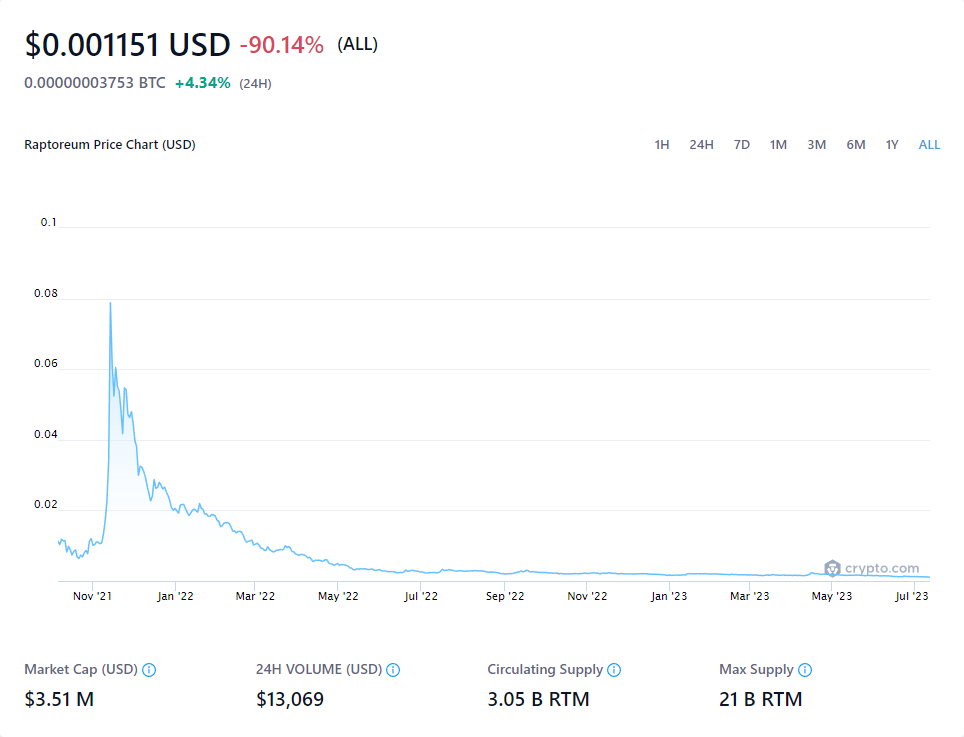 $0.001151 USD -90.14% (ALL)
0.00000003753 BTC +4.34% (24H)
Raptoreum Price Chart (USD) 1H 24H 7D 1M 3M 6M 1Y ALL
0.1
0.08
0.06
0.04
0.02
crypto.com
Nov '21 Jan '22 Mar '22 May '22 Jul '22 Sep '22 Nov '22 Jan '23 Mar '23 May '23 Jul '23
Market Cap (USD) 24H VOLUME (USD) Circulating Supply Max Supply
$3.51 M $13,069 3.05 B RTM 21 B RTM